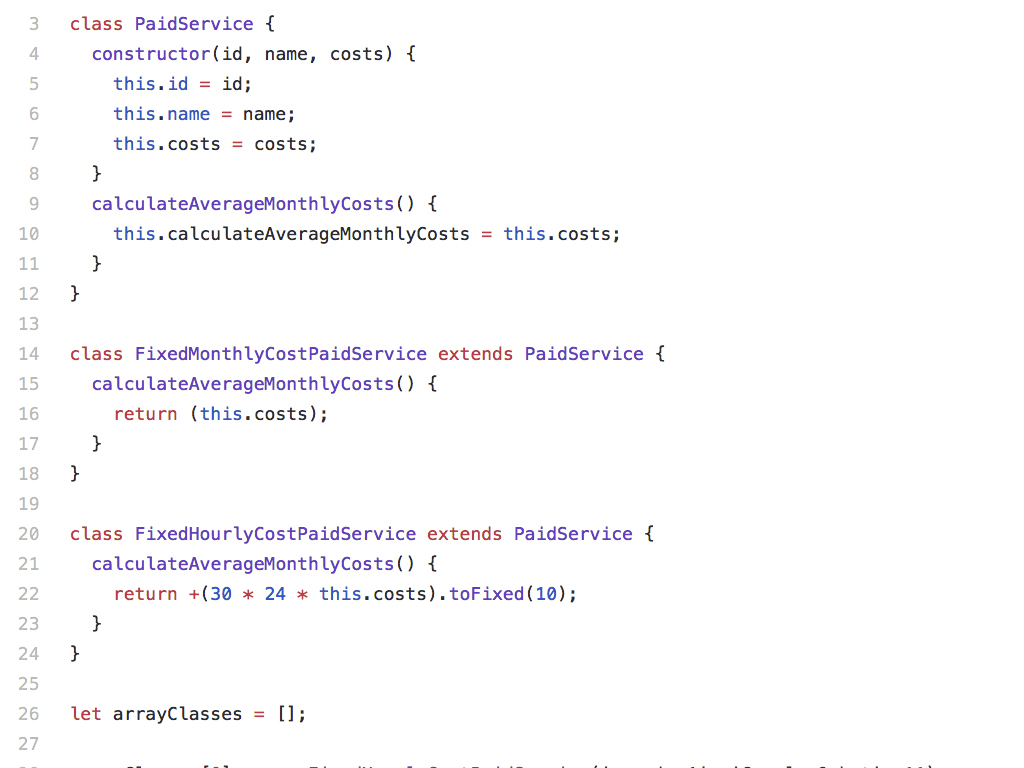 3 class PaidService {
4 constructor(id, name, costs) {
5 this.id = id;
6 this.name = name;
7 this.costs = costs;
8 }
9 calculateAverageMonthlyCosts() {
10 this.calculateAverageMonthlyCosts = this.costs;
11 }
12 }
13
14 class FixedMonthlyCostPaidService extends PaidService {
15 calculateAverageMonthlyCosts() {
16 return (this.costs);
17 }
18 }
19
20 class FixedHourlyCostPaidService extends PaidService {
21 calculateAverageMonthlyCosts() {
22 return +(30 * 24 * this.costs).toFixed(10);
23 }
24 }
25
26 let arrayClasses = [];
27